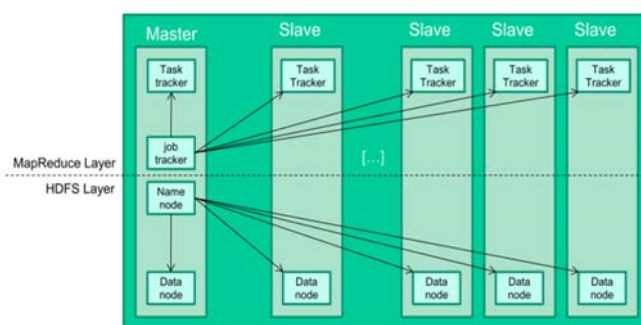 Master
Slave
Slave
Slave
Slave
Task
tracker
Task
Tracker
Task
Tracker
Task
Tracker
Task
Tracker
job
tracker
[...]
MapReduce Layer
HDFS Layer
Name
node
Data
node
Data
node
Data
node
Data
node
Data
node